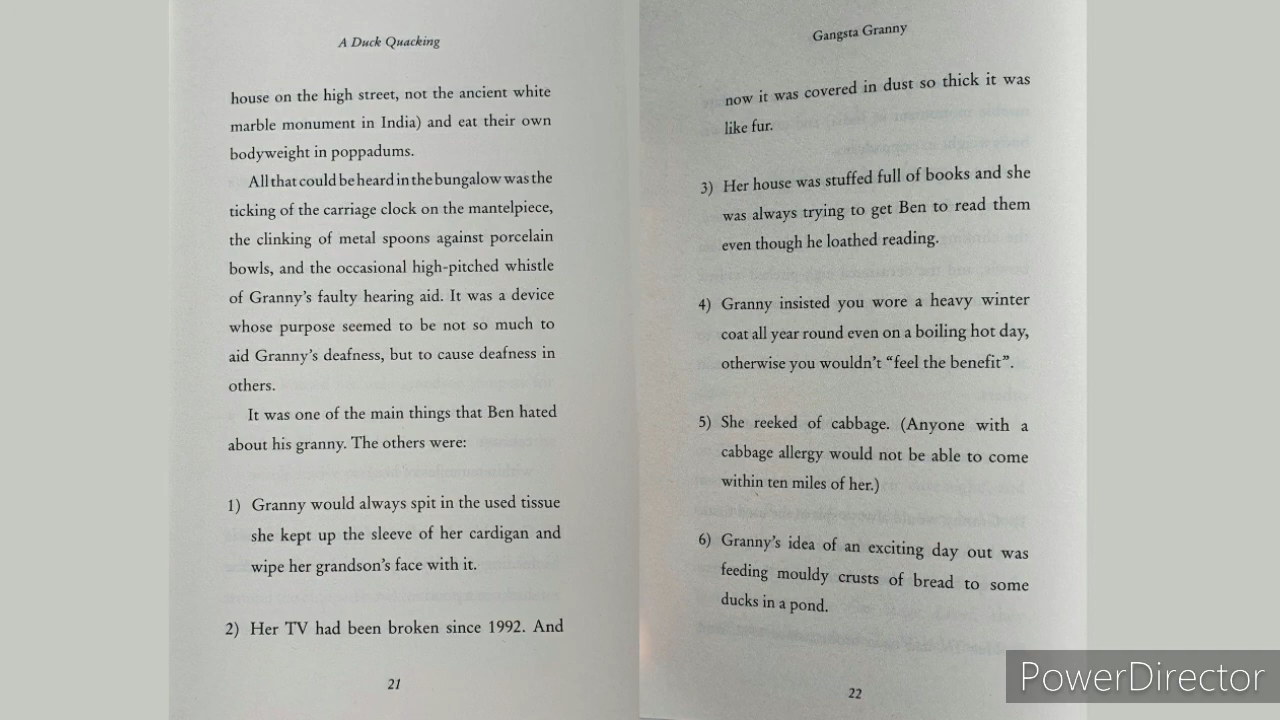 A Duck Quacking
house on the high street, not the ancient white
marble monument in India) and eat their own
bodyweight in poppadums.
All that could be heard in the bungalow was the
ticking of the carriage clock on the mantelpiece,
the clinking of metal spoons against porcelain
bowls, and the occasional high-pitched whistle
of Granny's faulty hearing aid. It was a device
whose purpose seemed to be not so much to
aid Granny's deafness, but to cause deafness in
others.
It was one of the main things that Ben hated
about his granny. The others were:
1) Granny would always spit in the used tissue
she kept up the sleeve of her cardigan and
wipe her grandson's face with it.
2) Her TV had been broken since 1992. And
21
Gangsta Granny
now it was covered in dust so thick it was
like fur.
3) Her house was stuffed full of books and she
was always trying to get Ben to read them
even though he loathed reading.
4) Granny insisted you wore a heavy winter
coat all year round even on a boiling hot day,
otherwise you wouldn't "feel the benefit".
5) She reeked of cabbage. (Anyone with a
cabbage allergy would not be able to come
within ten miles of her.)
6) Granny's idea of an exciting day out was
feeding mouldy crusts of bread to some
ducks in a pond.
22
PowerDirector